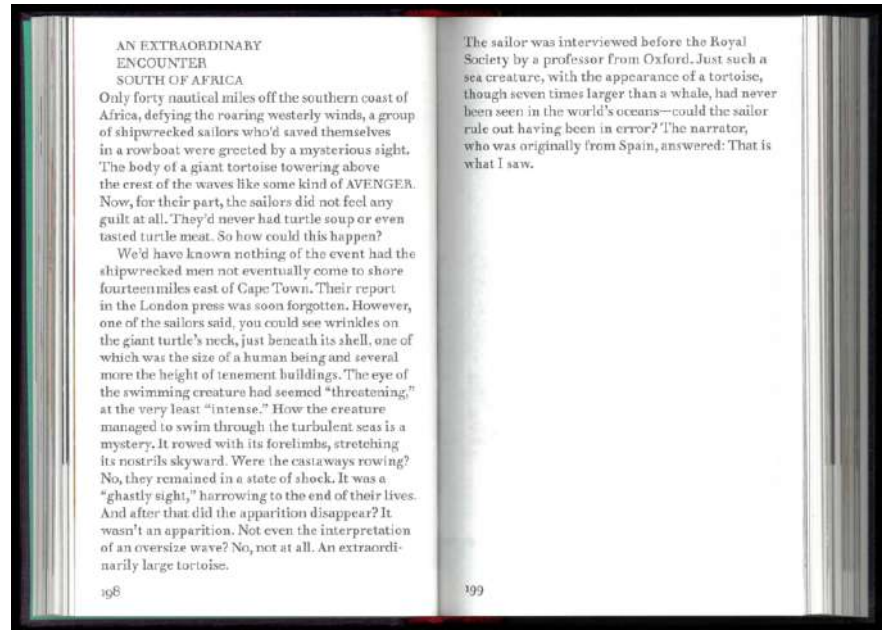 AN EXTRAORDINARY
ENCOUNTER
SOUTH OF AFRICA
Only forty nautical miles off the southern coast of
Africa, defying the roaring westerly winds, a group
of shipwrecked sailors who'd saved themselves
in a rowboat were greeted by a mysterious sight.
The body of a giant tortoise towering above
the crest of the waves like some kind of AVENGER.
Now, for their part, the sailors did not feel any
guilt at all. They'd never had turtle soup or even
tasted turtle meat. So how could this happen?
We'd have known nothing of the event had the
shipwrecked men not eventually come to shore
fourteen miles east of Cape Town. Their report
in the London press was soon forgotten. However,
one of the sailors said, you could see wrinkles on
the giant turtle's neck, just beneath its shell, one of
which was the size of a human being and several
more the height of tenement buildings. The eye of
the swimming creature had seemed "threatening,"
at the very least "intense." How the creature
managed to swim through the turbulent seas is a
mystery. It rowed with its forelimbs, stretching
its nostrils skyward. Were the castaways rowing?
No, they remained in a state of shock. It was a
"ghastly sight," harrowing to the end of their lives.
And after that did the apparition disappear? It
wasn't an apparition. Not even the interpretation
of an oversize wave? No, not at all. An extraordi-
narily large tortoise.
198
The sailor was interviewed before the Royal
Society by a professor from Oxford. Just such a
sea creature, with the appearance of a tortoise,
though seven times larger than a whale, had never
been seen in the world's oceans—could the sailor
rule out having been in error? The narrator,
who was originally from Spain, answered: That is
what I saw.
199